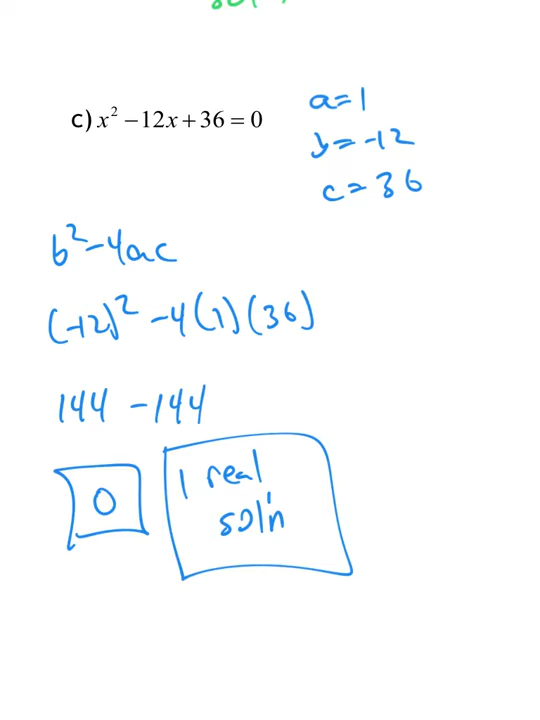 c) x² − 12x + 36 = 0
a=1
b=-12
c=36
b²-4ac
(-12)² -4(1)(36)
144 -144
0
1 real
sol'n